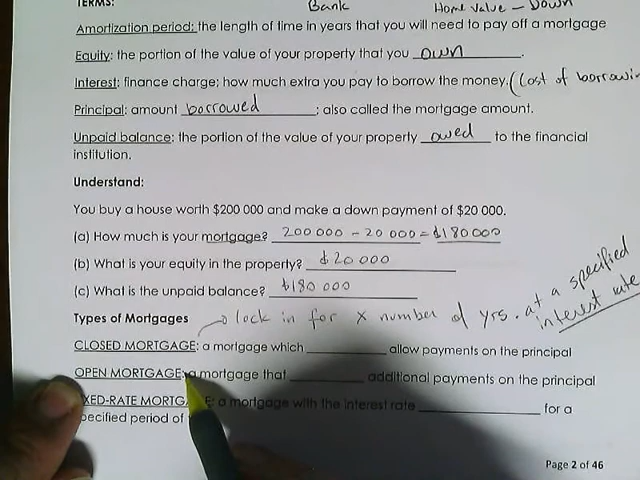 TERMS:
Bank Home Value - Down
Amortization period: the length of time in years that you will need to pay off a mortgage
Equity: the portion of the value of your property that you own.
Interest: finance charge; how much extra you pay to borrow the money. (Cost of borrowin
Principal: amount borrowed; also called the mortgage amount.
Unpaid balance: the portion of the value of your property owed to the financial
institution.
Understand:
You buy a house worth $200 000 and make a down payment of $20 000.
(a) How much is your mortgage? 200 000 - 20 000 = $180 000
(b) What is your equity in the property? $20 000
(c) What is the unpaid balance? $180 000
Types of Mortgages
lock in for x number of yrs. at a specified
interest rate
CLOSED MORTGAGE: a mortgage which ________ allow payments on the principal
OPEN MORTGAGE: a mortgage that ________ additional payments on the principal
XED-RATE MORTGA E: a mortgage with the interest rate ________ for a
pecified period of
Page 2 of 46